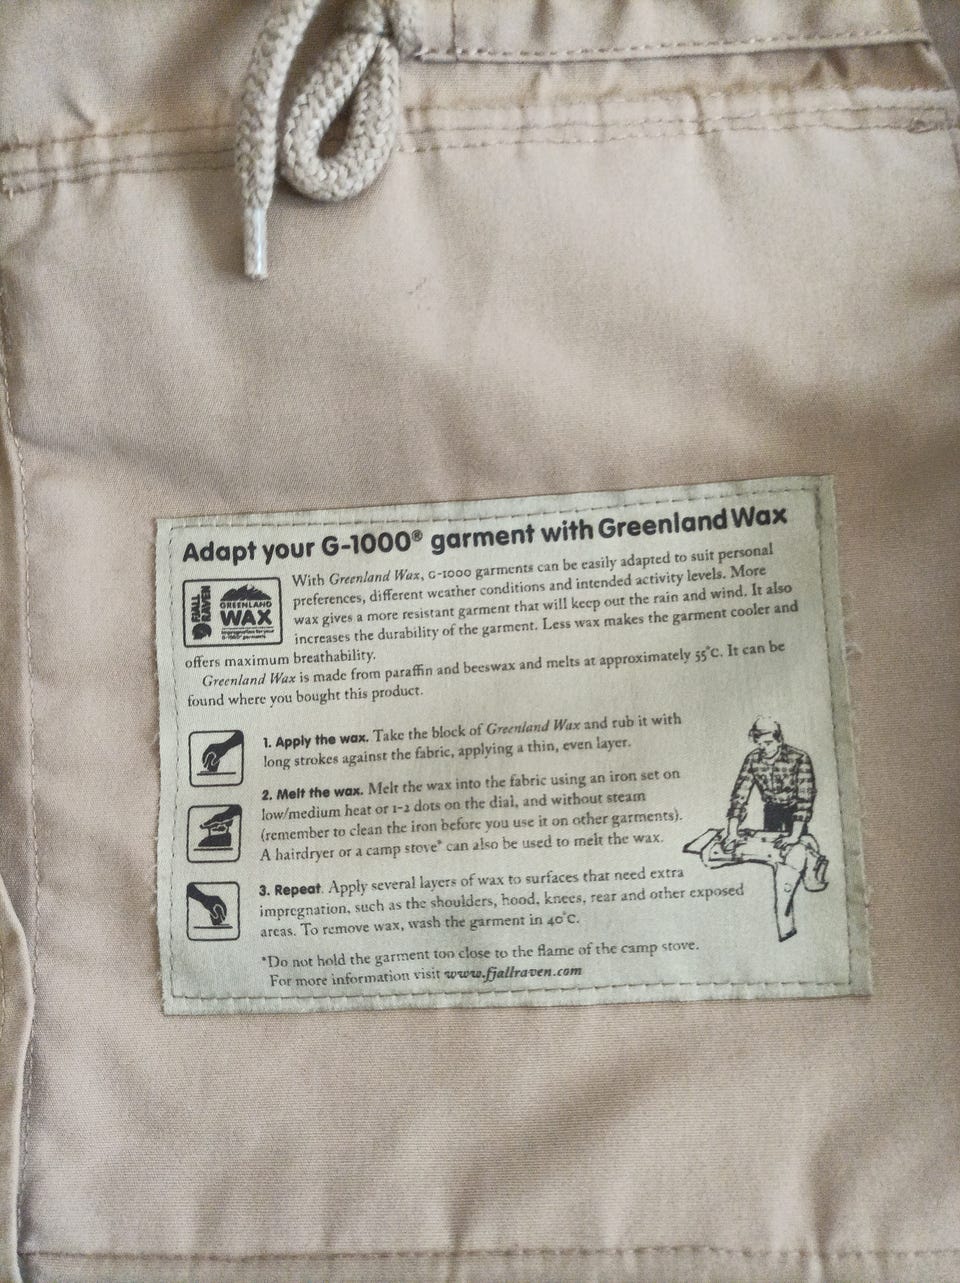 Adapt your G-1000® garment with Greenland Wax
FJALL
RAVEN
GREENLAND
WAX
impregnation for your
G-1000® garments
With Greenland Wax, G-1000 garments can be easily adapted to suit personal
preferences, different weather conditions and intended activity levels. More
wax gives a more resistant garment that will keep out the rain and wind. It also
increases the durability of the garment. Less wax makes the garment cooler and
offers maximum breathability.
Greenland Wax is made from paraffin and beeswax and melts at approximately 55°C. It can be
found where you bought this product.
1. Apply the wax. Take the block of Greenland Wax and rub it with
long strokes against the fabric, applying a thin, even layer.
2. Melt the wax. Melt the wax into the fabric using an iron set on
low/medium heat or 1-2 dots on the dial, and without steam
(remember to clean the iron before you use it on other garments).
A hairdryer or a camp stove* can also be used to melt the wax.
3. Repeat. Apply several layers of wax to surfaces that need extra
impregnation, such as the shoulders, hood, knees, rear and other exposed
areas. To remove wax, wash the garment in 40°C.
*Do not hold the garment too close to the flame of the camp stove.
For more information visit www.fjallraven.com